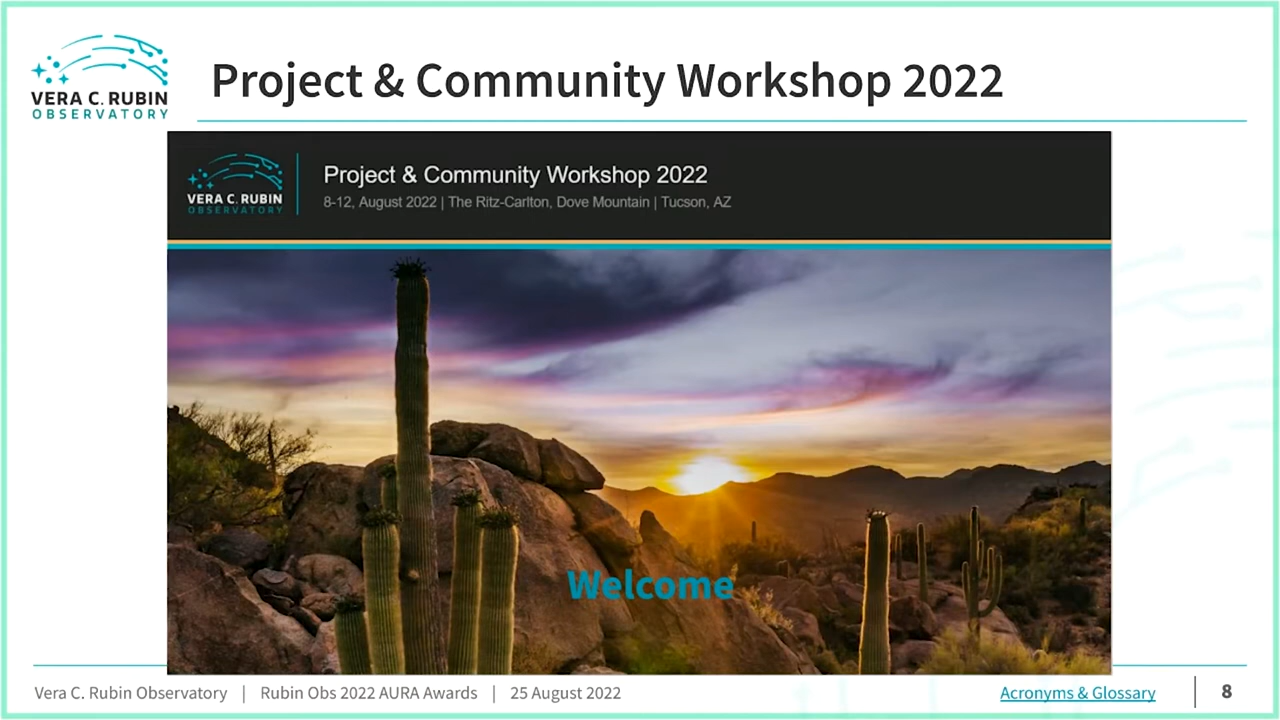 VERA C. RUBIN
OBSERVATORY
Project & Community Workshop 2022
VERA C. RUBIN
OBSERVATORY
Project & Community Workshop 2022
8-12, August 2022 | The Ritz-Carlton, Dove Mountain | Tucson, AZ
Welcome
Vera C. Rubin Observatory | Rubin Obs 2022 AURA Awards | 25 August 2022
Acronyms & Glossary | 8